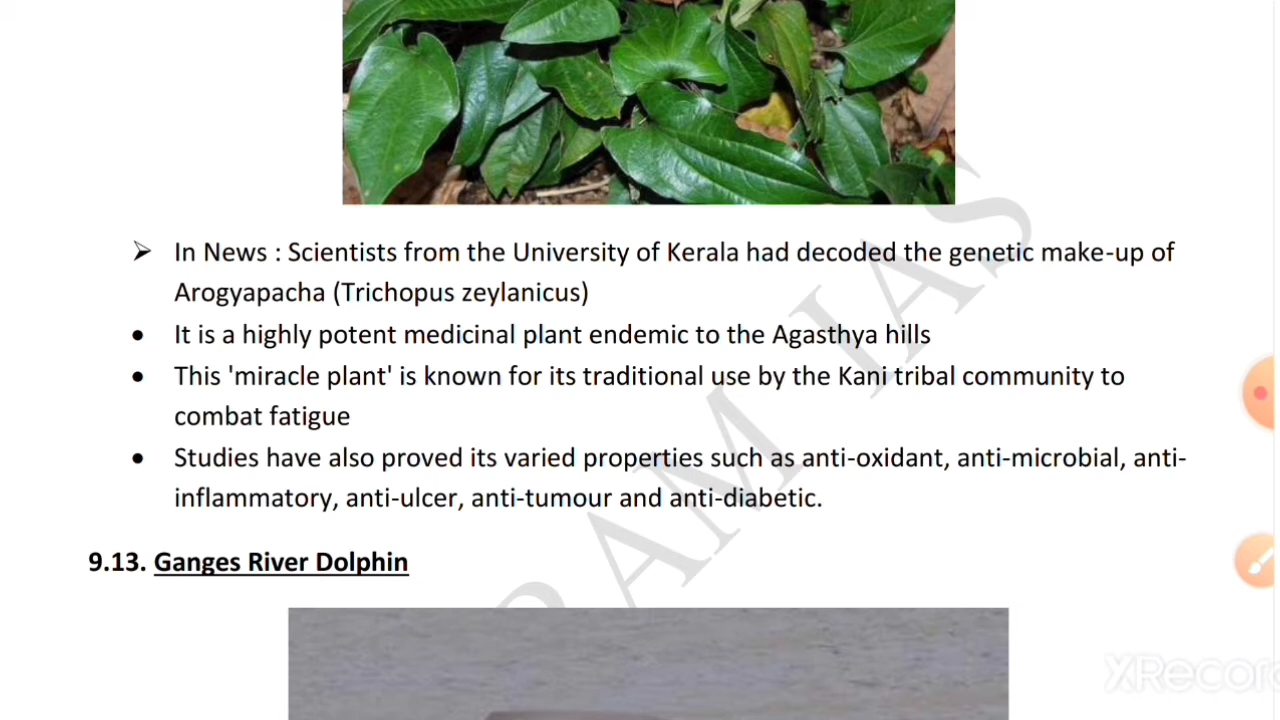 ➢ In News : Scientists from the University of Kerala had decoded the genetic make-up of
Arogyapacha (Trichopus zeylanicus)
• It is a highly potent medicinal plant endemic to the Agasthya hills
• This 'miracle plant' is known for its traditional use by the Kani tribal community to
combat fatigue
• Studies have also proved its varied properties such as anti-oxidant, anti-microbial, anti-
inflammatory, anti-ulcer, anti-tumour and anti-diabetic.
9.13. Ganges River Dolphin
RAM IAS
XRecord